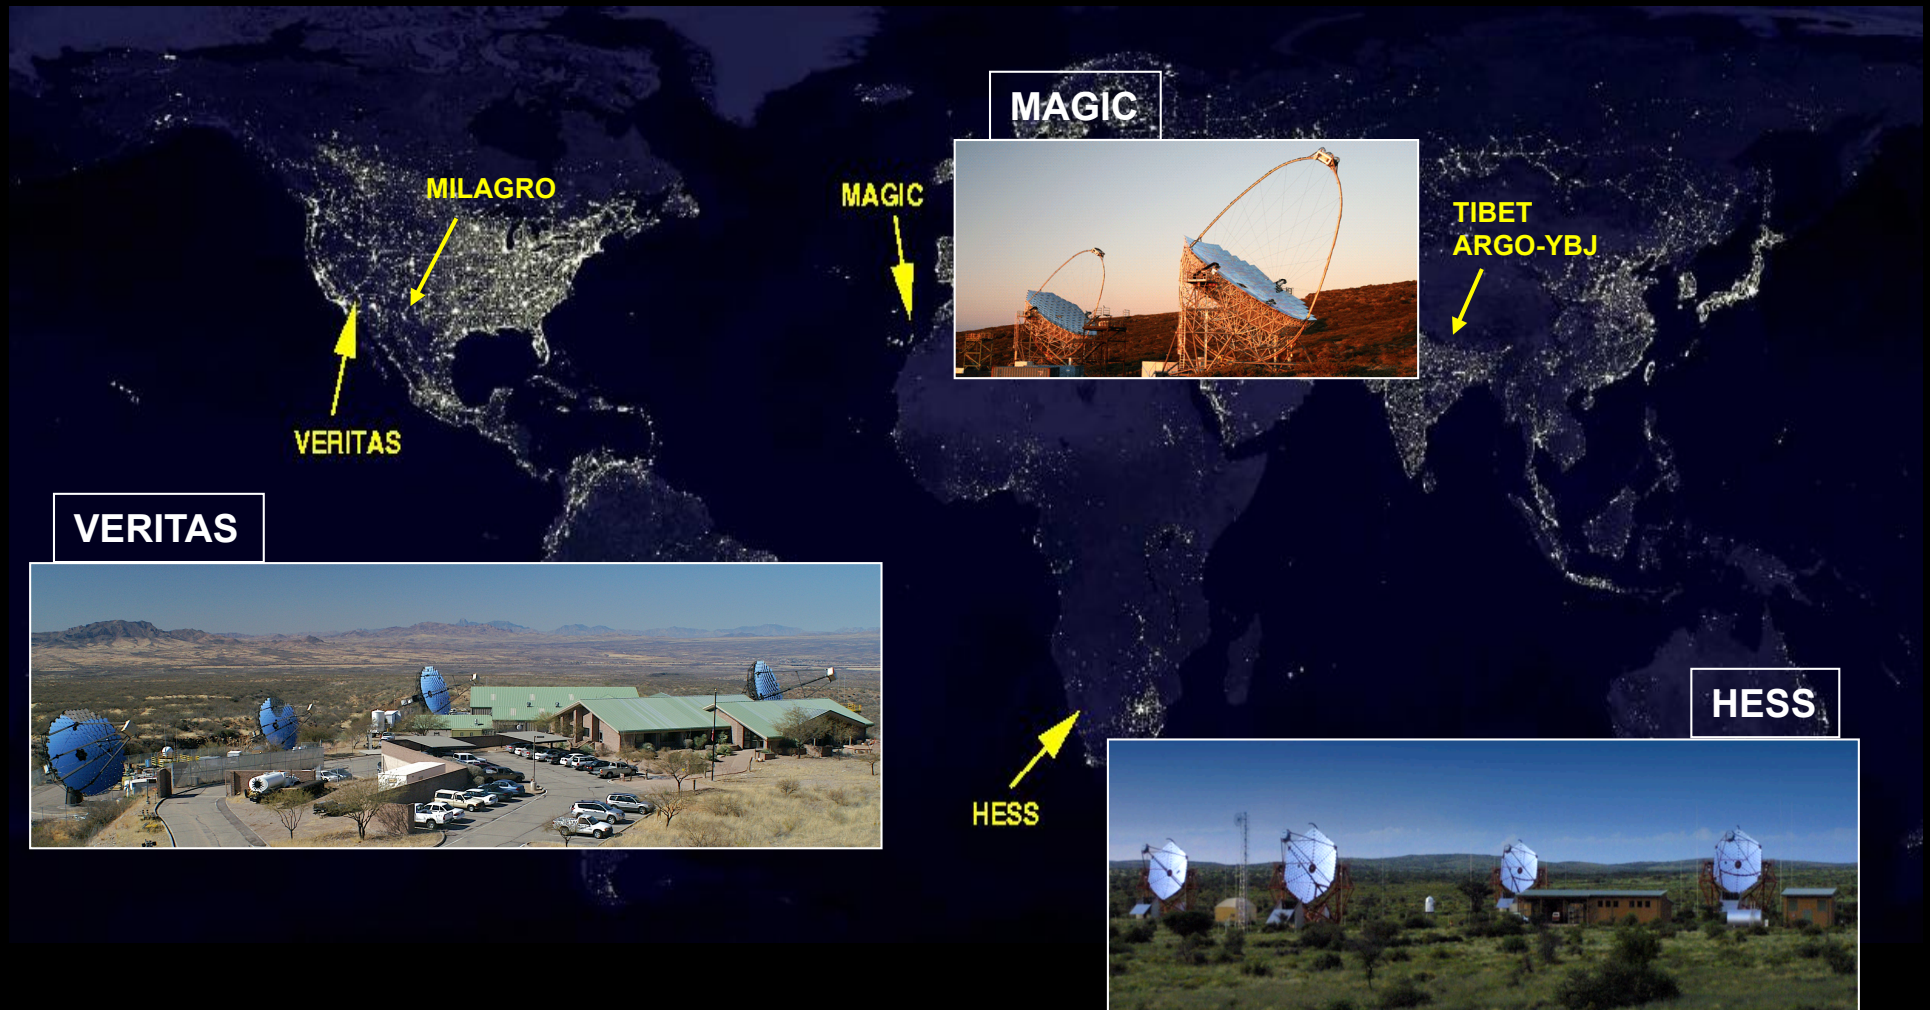 MAGIC
MILAGRO
MAGIC
TIBET
ARGO-YBJ
VERITAS
VERITAS
HESS
HESS